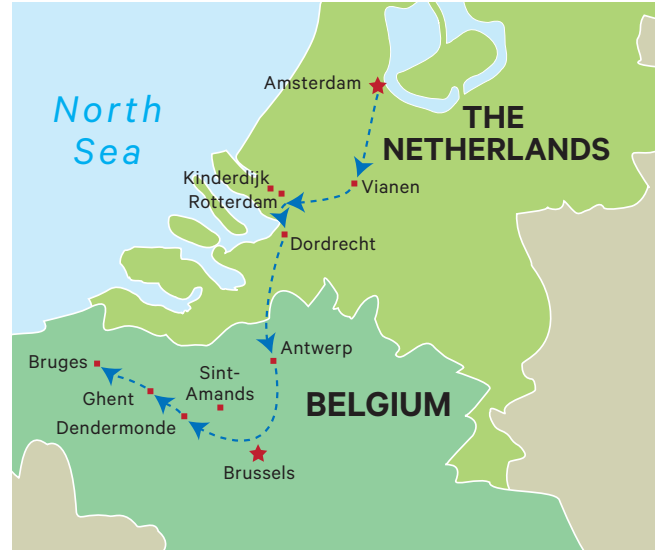 Amsterdam
North
Sea
THE
NETHERLANDS
Kinderdijk
Vianen
Rotterdam
Dordrecht
Antwerp
Bruges
Sint-
Amands
Ghent
BELGIUM
Dendermonde
Brussels